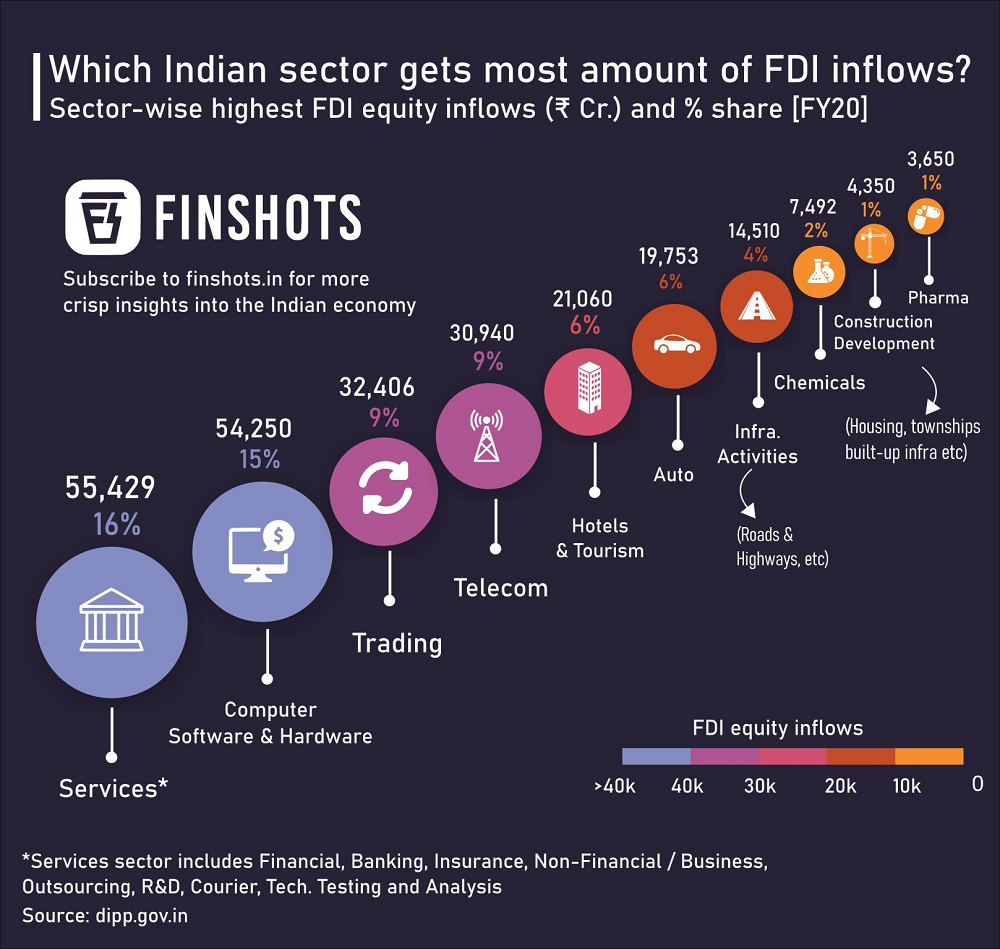 Which Indian sector gets most amount of FDI inflows?
Sector-wise highest FDI equity inflows (₹ Cr.) and % share [FY20]
FINSHOTS
Subscribe to finshots.in for more
crisp insights into the Indian economy
55,429
16%
Services*
54,250
15%
Computer
Software & Hardware
32,406
9%
Trading
30,940
9%
Telecom
21,060
6%
Hotels
& Tourism
19,753
6%
Auto
14,510
4%
Infra.
Activities
(Roads &
Highways, etc)
7,492
2%
Chemicals
4,350
1%
Construction
Development
(Housing, townships
built-up infra etc)
3,650
1%
Pharma
$
FDI equity inflows
>40k 40k 30k 20k 10k 0
*Services sector includes Financial, Banking, Insurance, Non-Financial / Business,
Outsourcing, R&D, Courier, Tech. Testing and Analysis
Source: dipp.gov.in